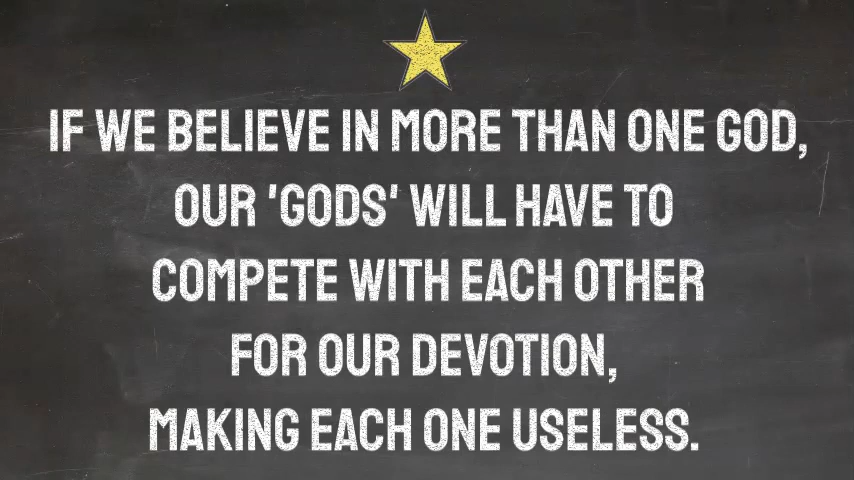 IF WE BELIEVE IN MORE THAN ONE GOD,
OUR 'GODS' WILL HAVE TO
COMPETE WITH EACH OTHER
FOR OUR DEVOTION,
MAKING EACH ONE USELESS.